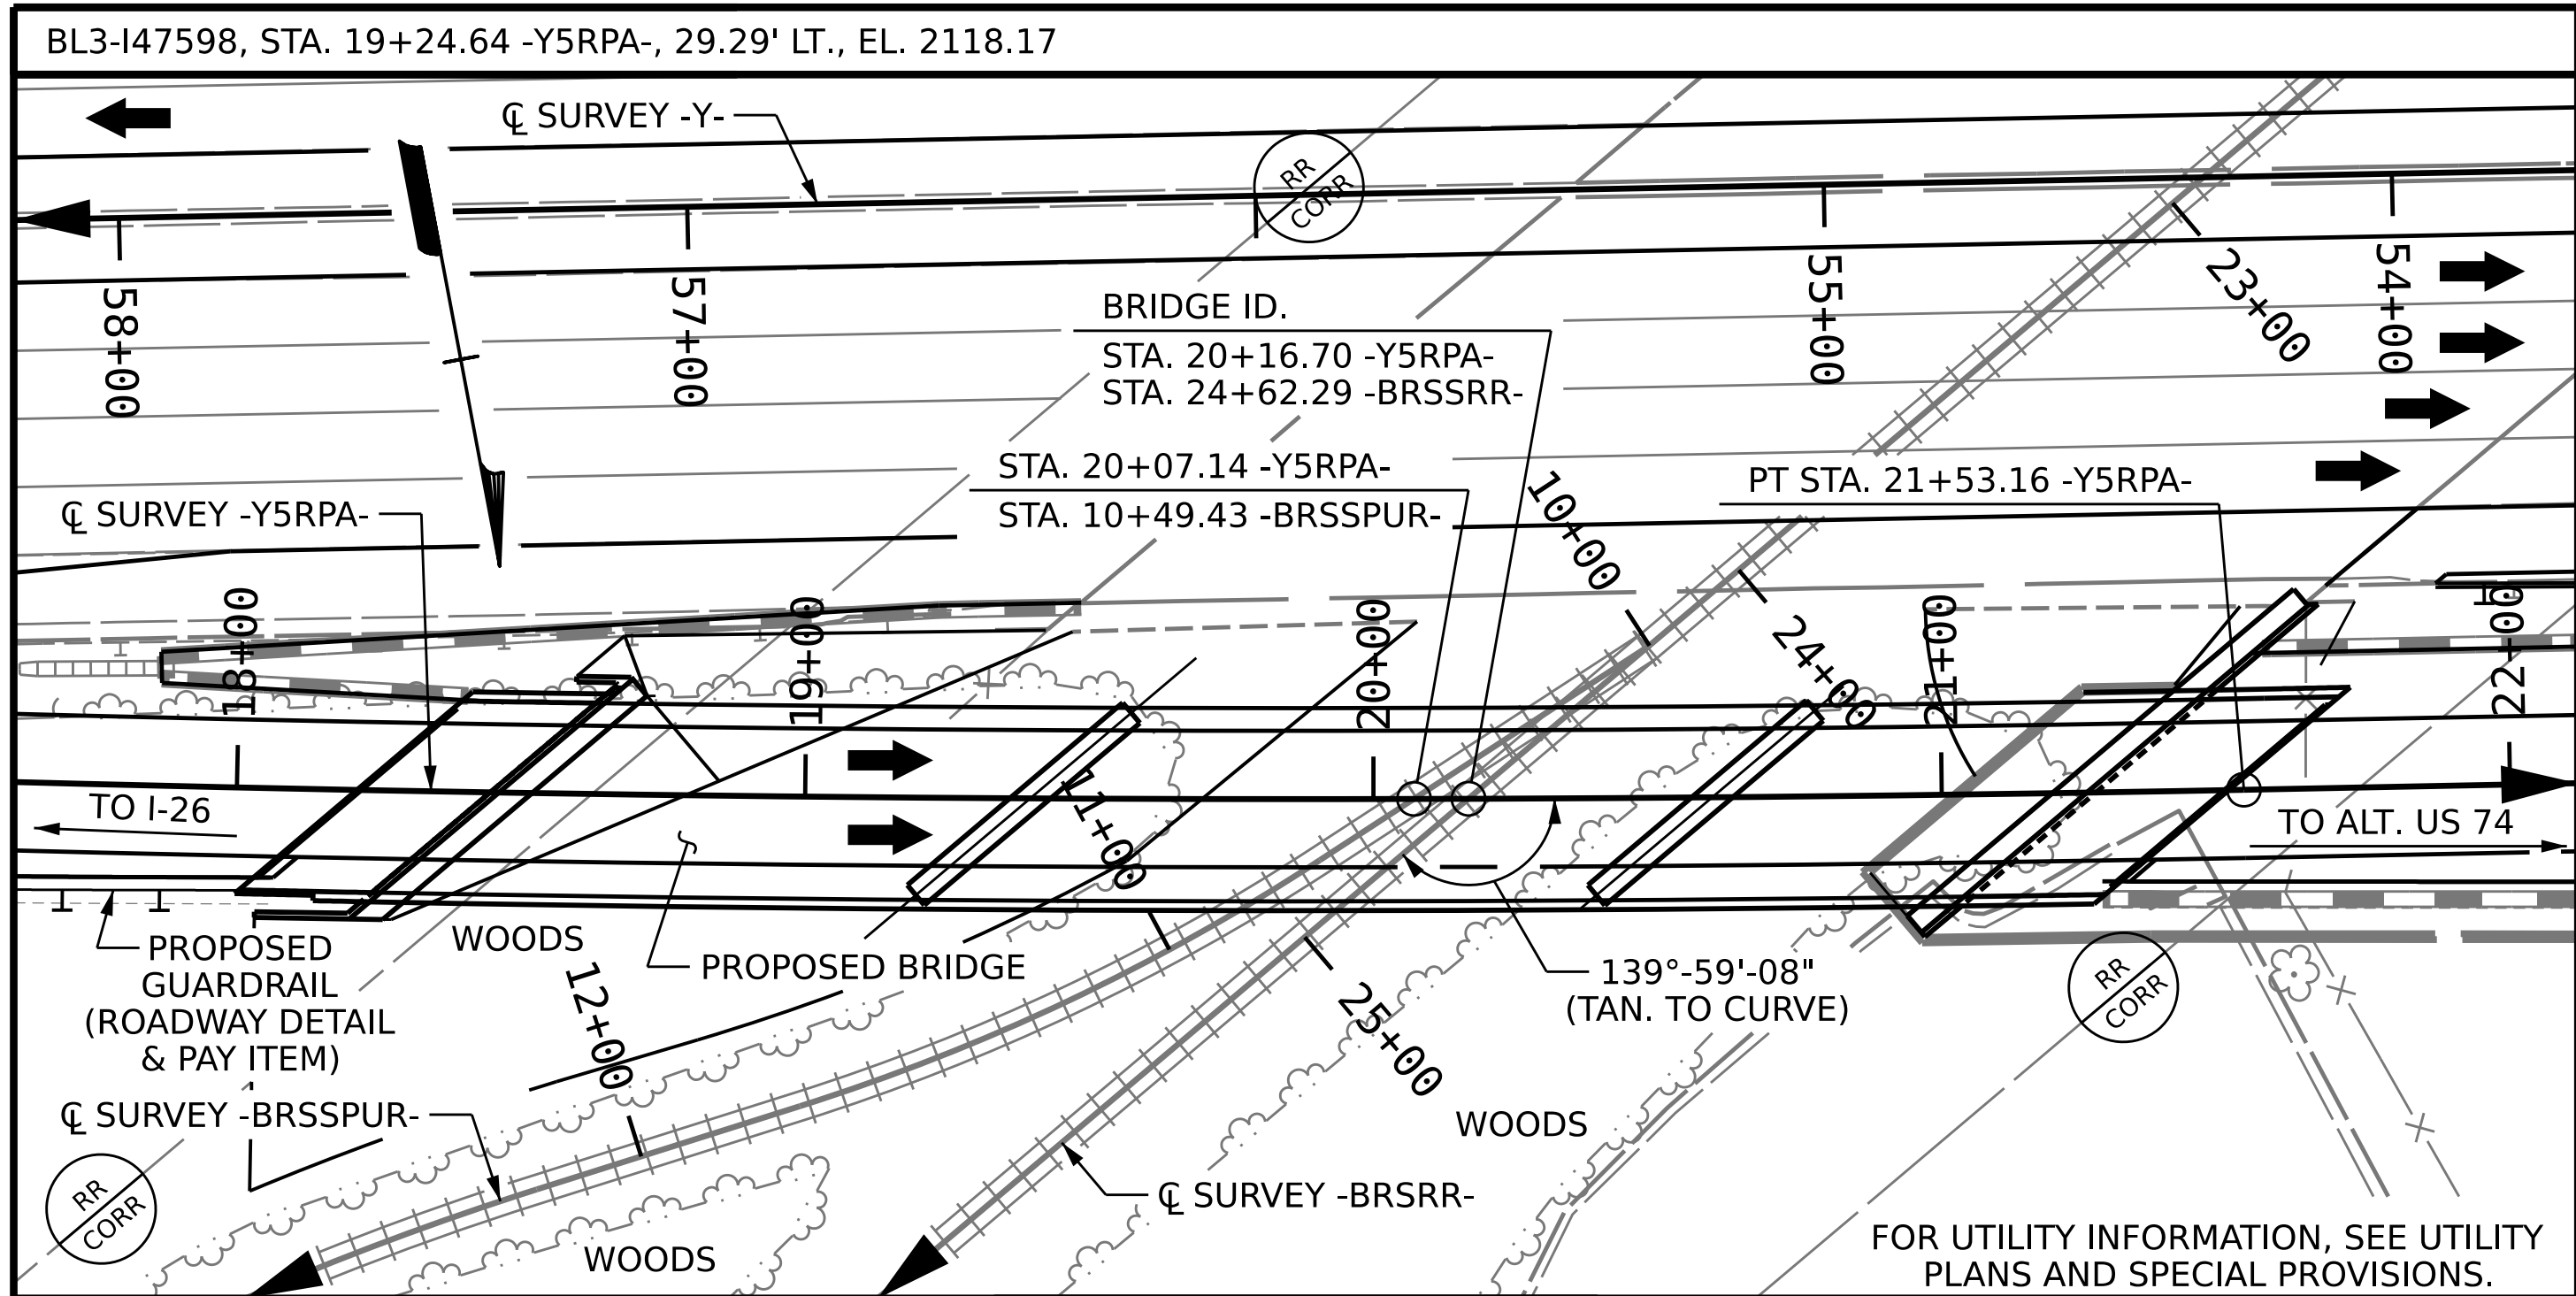 BL3-I47598, STA. 19+24.64 -Y5RPA-, 29.29' LT., EL. 2118.17
℄ SURVEY -Y-
RR
CORR
58+00
57+00
55+00
54+00
23+00
BRIDGE ID.
STA. 20+16.70 -Y5RPA-
STA. 24+62.29 -BRSSRR-
STA. 20+07.14 -Y5RPA-
STA. 10+49.43 -BRSSPUR-
PT STA. 21+53.16 -Y5RPA-
℄ SURVEY -Y5RPA-
10+00
18+00
19+00
20+00
24+00
21+00
22+00
TO I-26
11+00
TO ALT. US 74
PROPOSED
GUARDRAIL
(ROADWAY DETAIL
& PAY ITEM)
WOODS
PROPOSED BRIDGE
12+00
139°-59'-08"
(TAN. TO CURVE)
RR
CORR
25+00
℄ SURVEY -BRSSPUR-
WOODS
RR
CORR
℄ SURVEY -BRSRR-
WOODS
FOR UTILITY INFORMATION, SEE UTILITY
PLANS AND SPECIAL PROVISIONS.